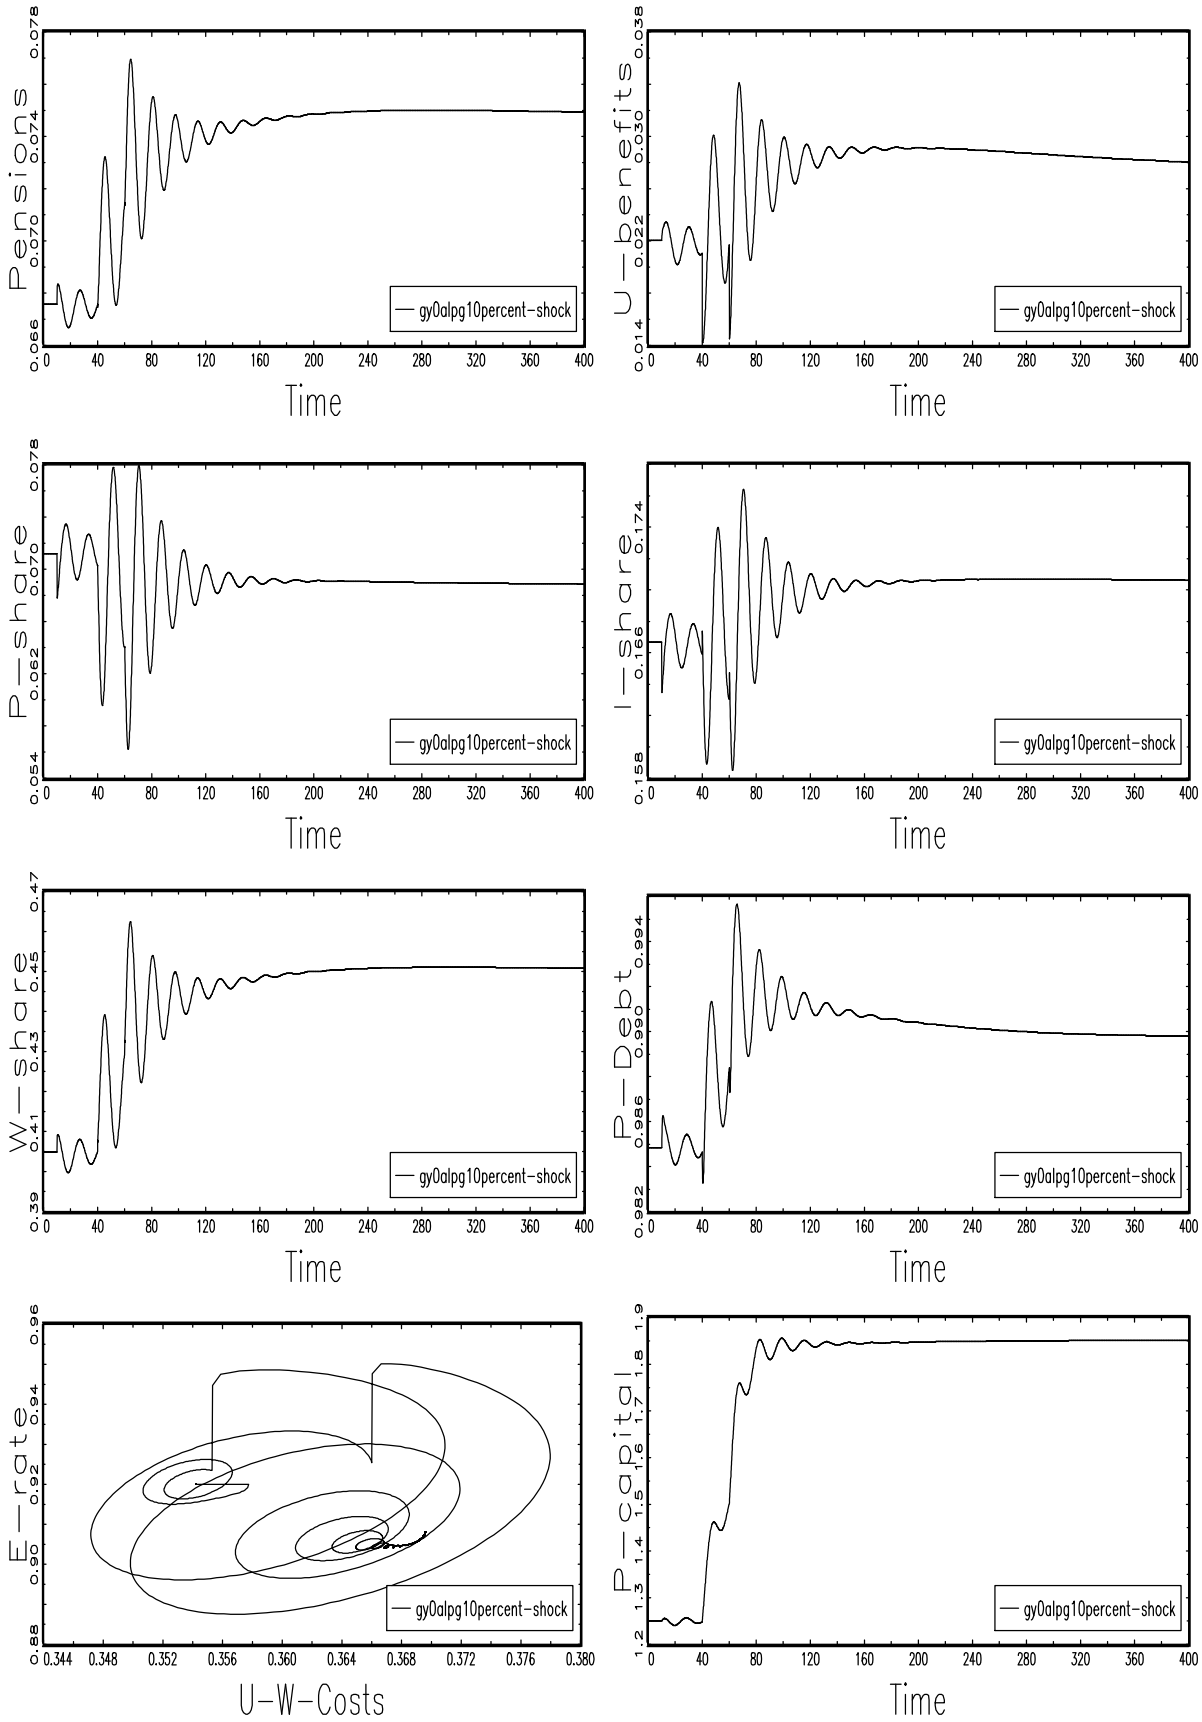 Pensions
0.066 0.070 0.074 0.078
gy0alpg10percent-shock
0 40 80 120 160 200 240 280 320 360 400
Time
U-benefits
0.014 0.022 0.030 0.038
gy0alpg10percent-shock
0 40 80 120 160 200 240 280 320 360 400
Time
P-share
0.054 0.062 0.070 0.078
gy0alpg10percent-shock
0 40 80 120 160 200 240 280 320 360 400
Time
I-share
0.158 0.166 0.174
gy0alpg10percent-shock
0 40 80 120 160 200 240 280 320 360 400
Time
W-share
0.39 0.41 0.43 0.45 0.47
gy0alpg10percent-shock
0 40 80 120 160 200 240 280 320 360 400
Time
P-Debt
0.982 0.986 0.990 0.994
gy0alpg10percent-shock
0 40 80 120 160 200 240 280 320 360 400
Time
E-rate
0.88 0.90 0.92 0.94 0.96
gy0alpg10percent-shock
0.344 0.348 0.352 0.356 0.360 0.364 0.368 0.372 0.376 0.380
U-W-Costs
P-capital
1.2 1.3 1.4 1.5 1.6 1.7 1.8 1.9
gy0alpg10percent-shock
0 40 80 120 160 200 240 280 320 360 400
Time